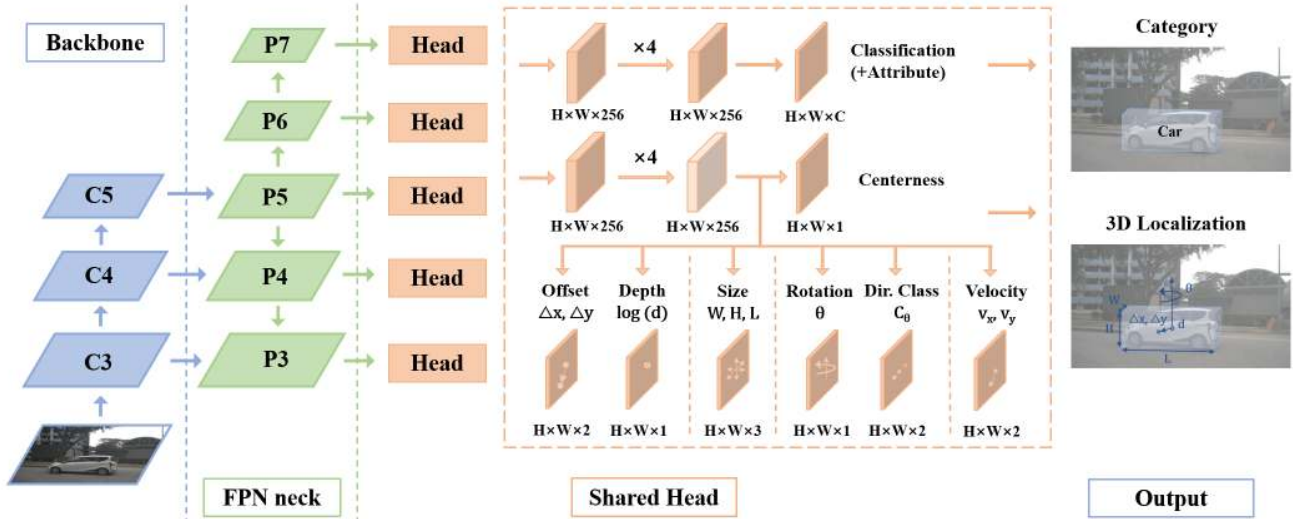 Backbone
C5
C4
C3
P7
P6
P5
P4
P3
FPN neck
Head
Head
Head
Head
Head
×4
Classification
(+Attribute)
H×W×256
H×W×256
H×W×C
×4
Centerness
H×W×256
H×W×256
H×W×1
Offset
△x, △y
Depth
log (d)
Size
W, H, L
Rotation
θ
Dir. Class
Cθ
Velocity
vx, vy
H×W×2
H×W×1
H×W×3
H×W×1
H×W×2
H×W×2
Shared Head
Category
Car
3D Localization
θ
W
△x, △y
d
H
L
Output